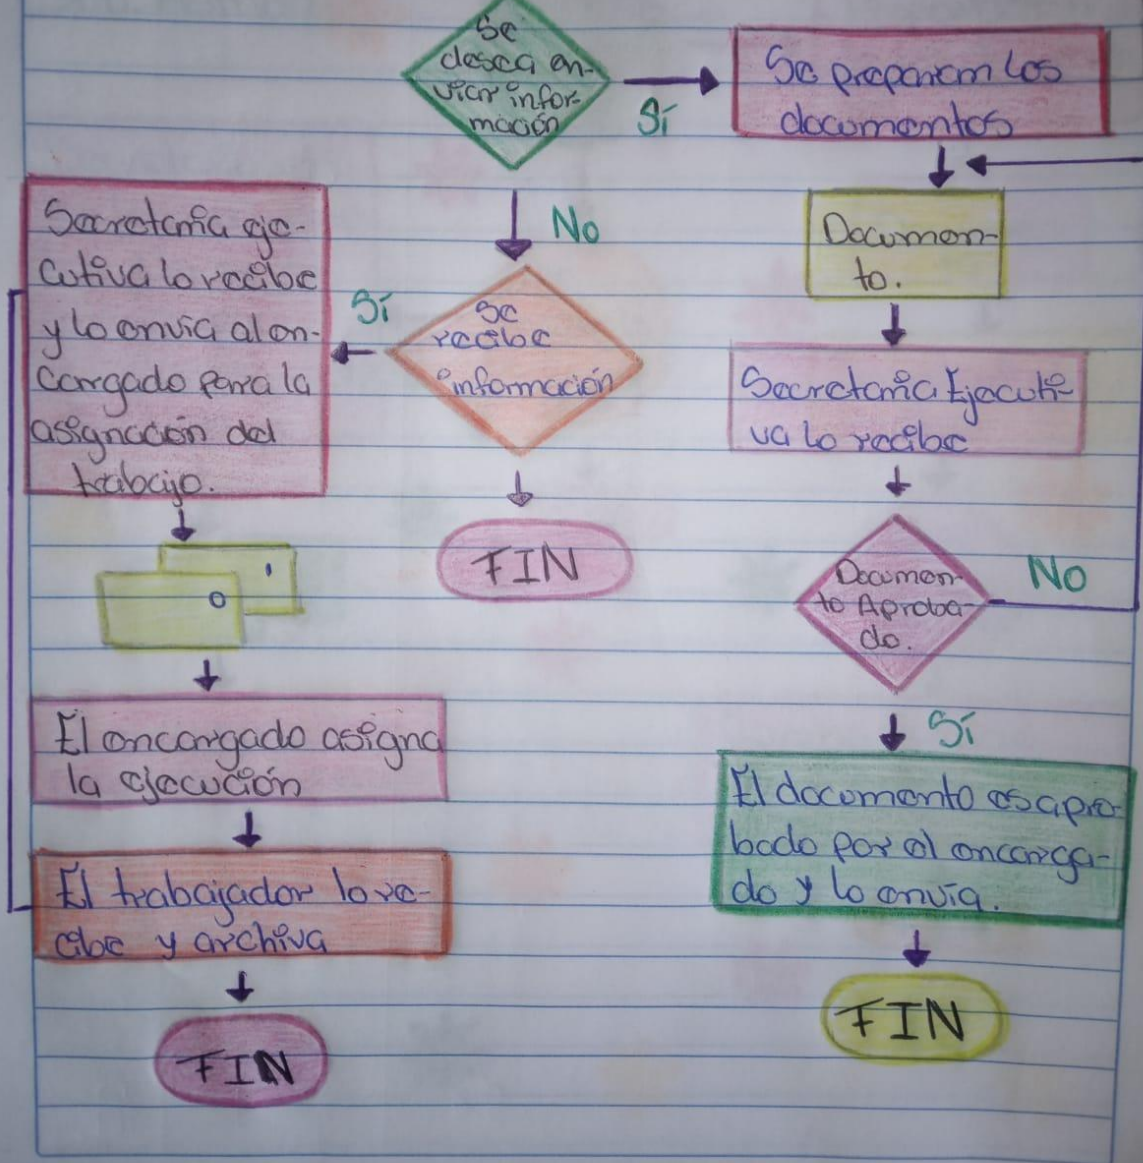 Se
desea en-
viar infor-
mación
Sí
Se preparan los
documentos
No
Documen-
to.
Secretaria Ejecuti-
va lo recibe
Documen-
to Aproba-
do.
No
Sí
El documento es apro-
bado por el encarga-
do y lo envía.
FIN
Se
recibe
información
Sí
FIN
Secretaria eje-
cutiva lo recibe
y lo envía al en-
cargado para la
asignación del
trabajo.
1
0
El encargado asigna
la ejecución
El trabajador lo re-
cibe y archiva
FIN